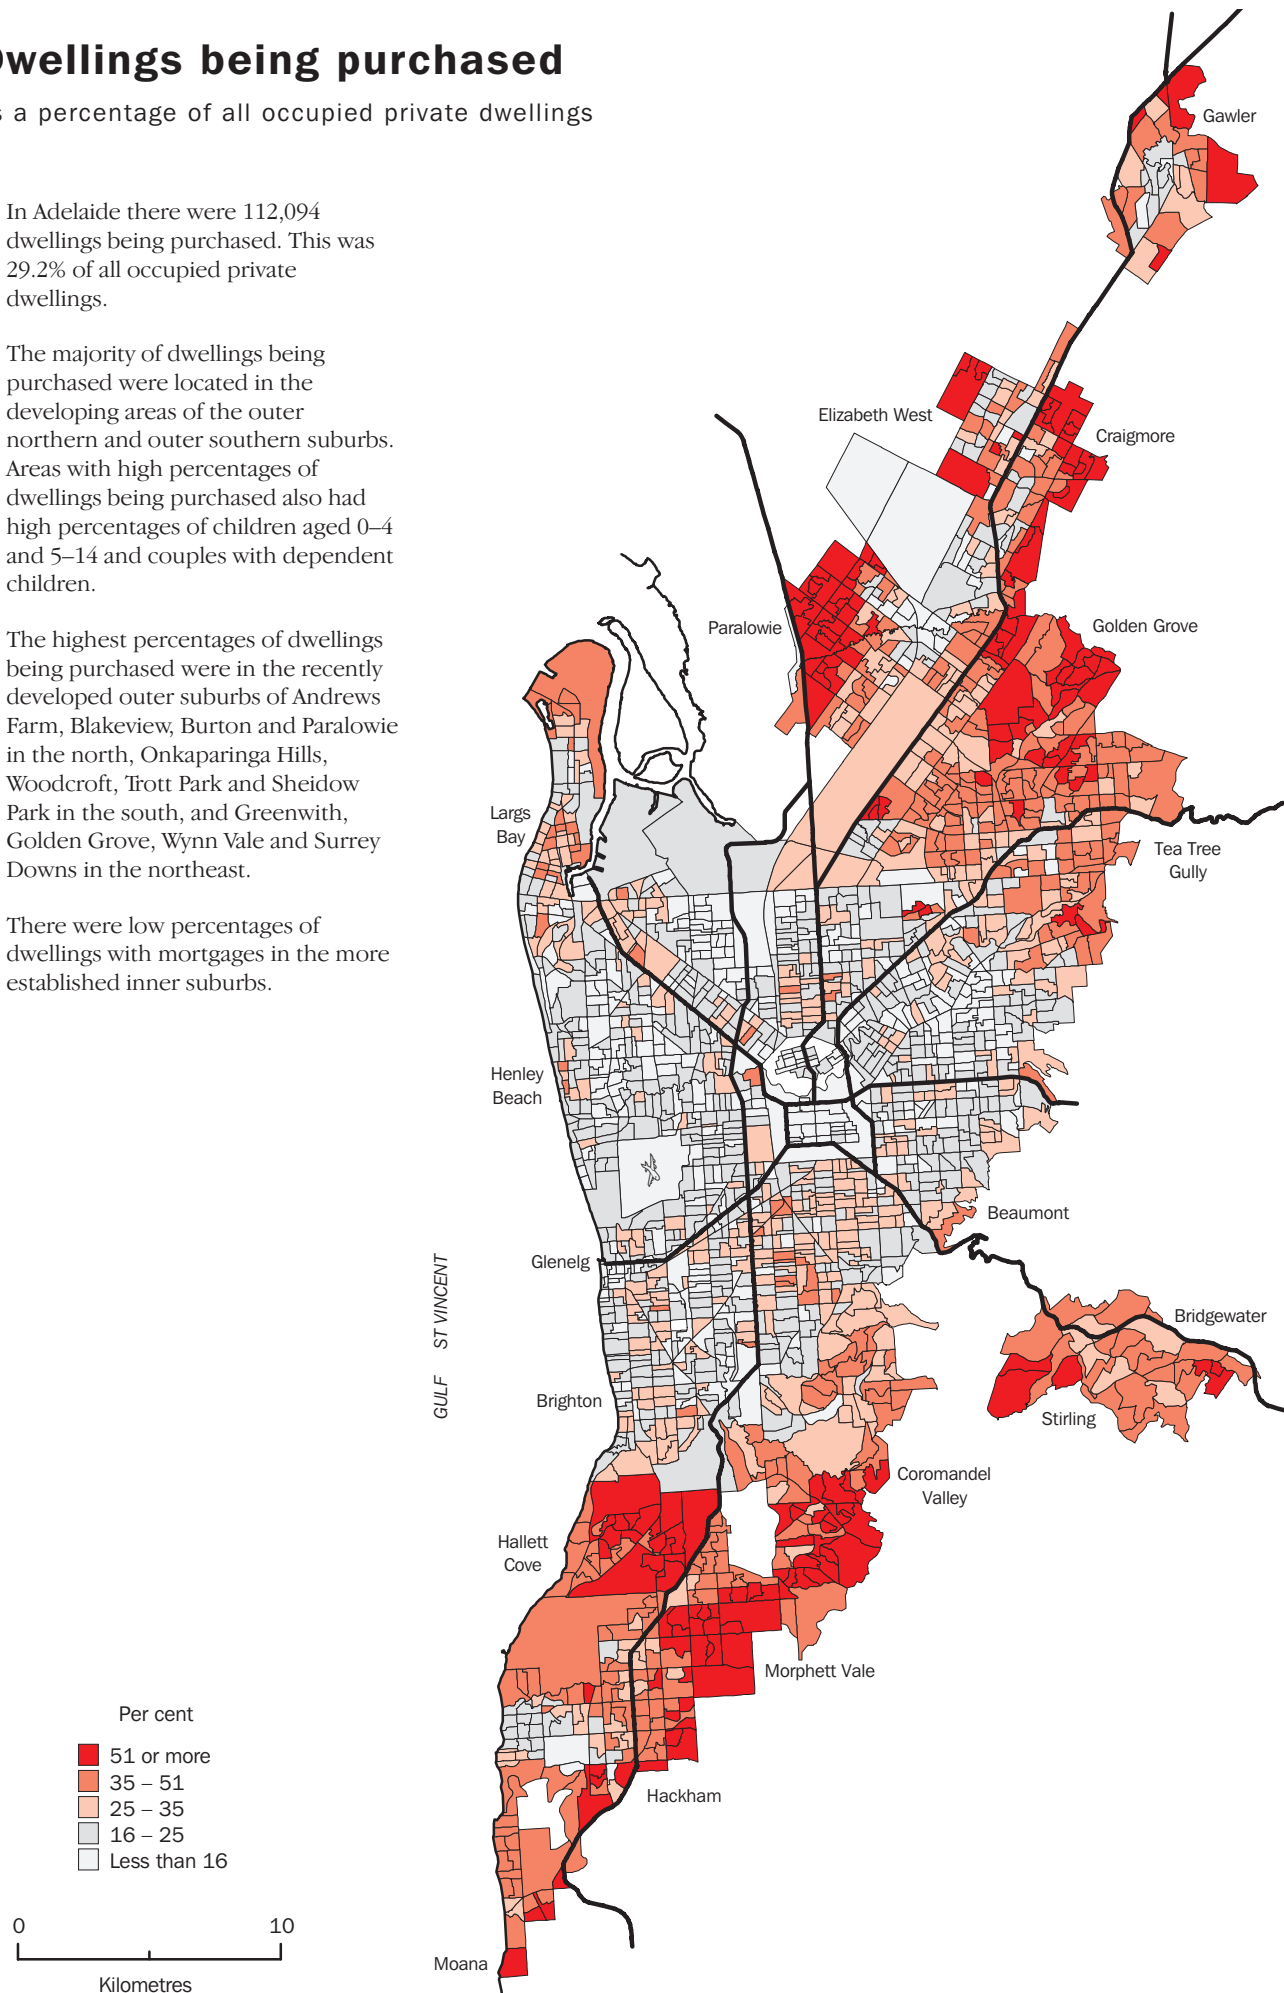 Dwellings being purchased
s a percentage of all occupied private dwellings
In Adelaide there were 112,094
dwellings being purchased. This was
29.2% of all occupied private
dwellings.
The majority of dwellings being
purchased were located in the
developing areas of the outer
northern and outer southern suburbs.
Areas with high percentages of
dwellings being purchased also had
high percentages of children aged 0–4
and 5–14 and couples with dependent
children.
The highest percentages of dwellings
being purchased were in the recently
developed outer suburbs of Andrews
Farm, Blakeview, Burton and Paralowie
in the north, Onkaparinga Hills,
Woodcroft, Trott Park and Sheidow
Park in the south, and Greenwith,
Golden Grove, Wynn Vale and Surrey
Downs in the northeast.
There were low percentages of
dwellings with mortgages in the more
established inner suburbs.
Gawler
Elizabeth West
Craigmore
Paralowie
Golden Grove
Largs
Bay
Tea Tree
Gully
Henley
Beach
Beaumont
Glenelg
GULF ST VINCENT
Bridgewater
Brighton
Stirling
Coromandel
Valley
Hallett
Cove
Morphett Vale
Hackham
Moana
Per cent
51 or more
35 – 51
25 – 35
16 – 25
Less than 16
0 10
Kilometres